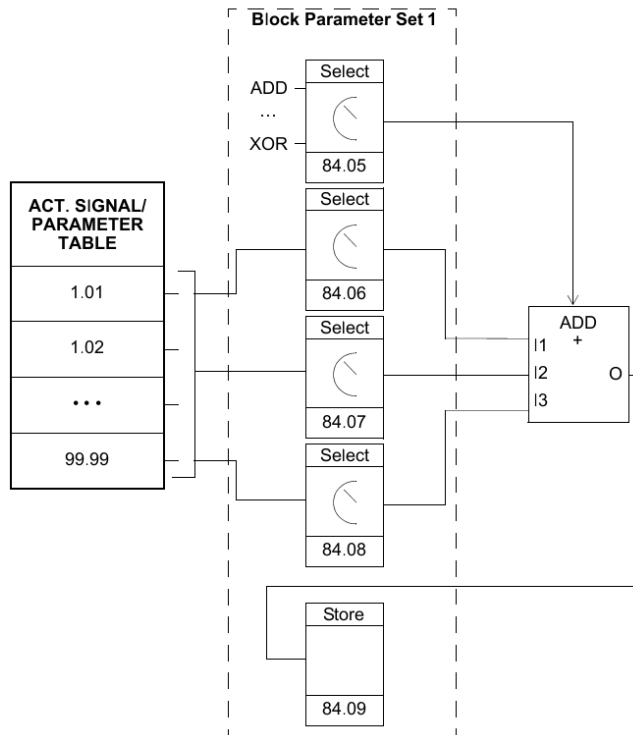 Block Parameter Set 1
Select
ADD
...
XOR
84.05
ACT. SIGNAL/
PARAMETER
TABLE
1.01
1.02
•••
99.99
Select
84.06
Select
84.07
Select
84.08
ADD
+
I1
I2
I3
O
Store
84.09